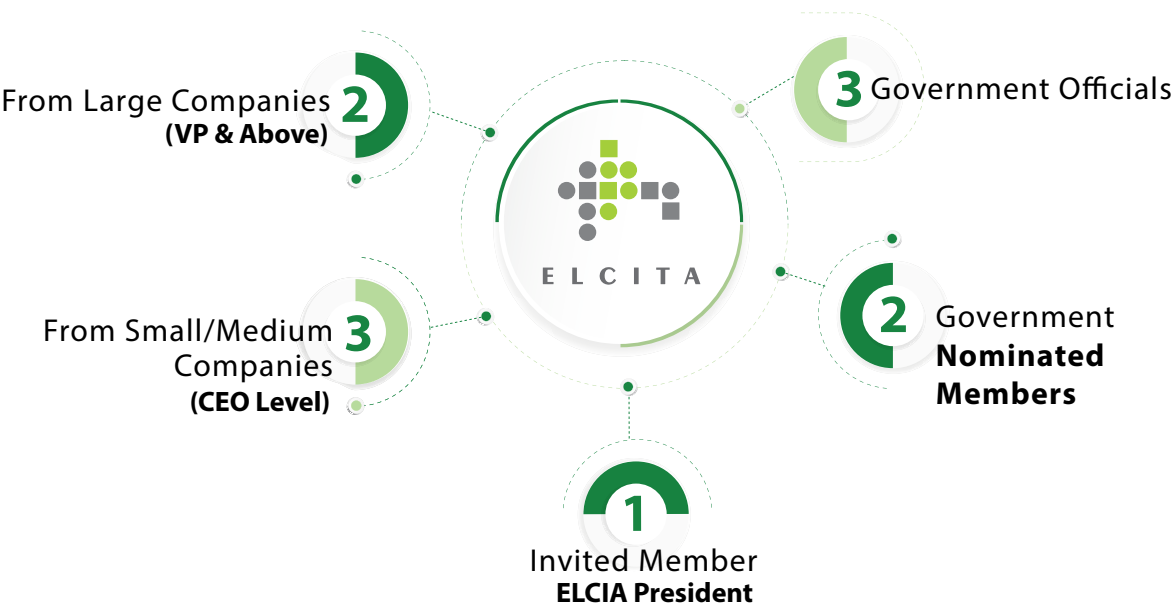 2
From Large Companies
(VP & Above)
3
Government Officials
ELCITA
3
From Small/Medium
Companies
(CEO Level)
2
Government
Nominated
Members
1
Invited Member
ELCIA President